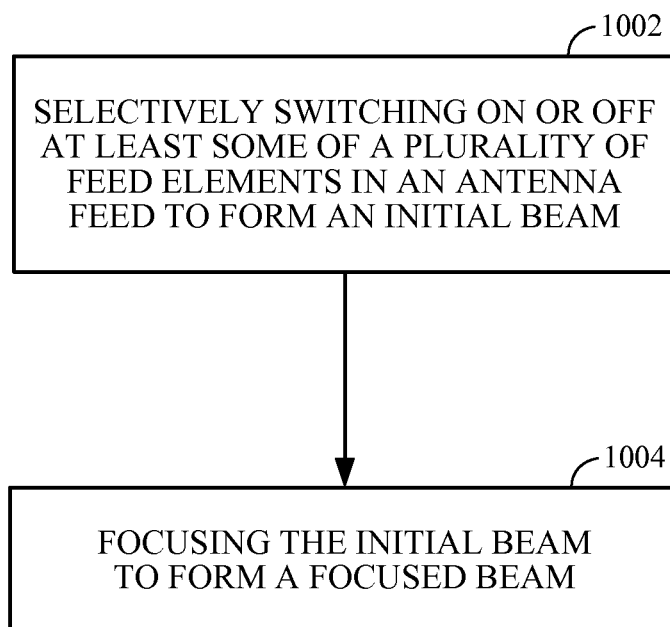 1002
SELECTIVELY SWITCHING ON OR OFF
AT LEAST SOME OF A PLURALITY OF
FEED ELEMENTS IN AN ANTENNA
FEED TO FORM AN INITIAL BEAM
1004
FOCUSING THE INITIAL BEAM
TO FORM A FOCUSED BEAM